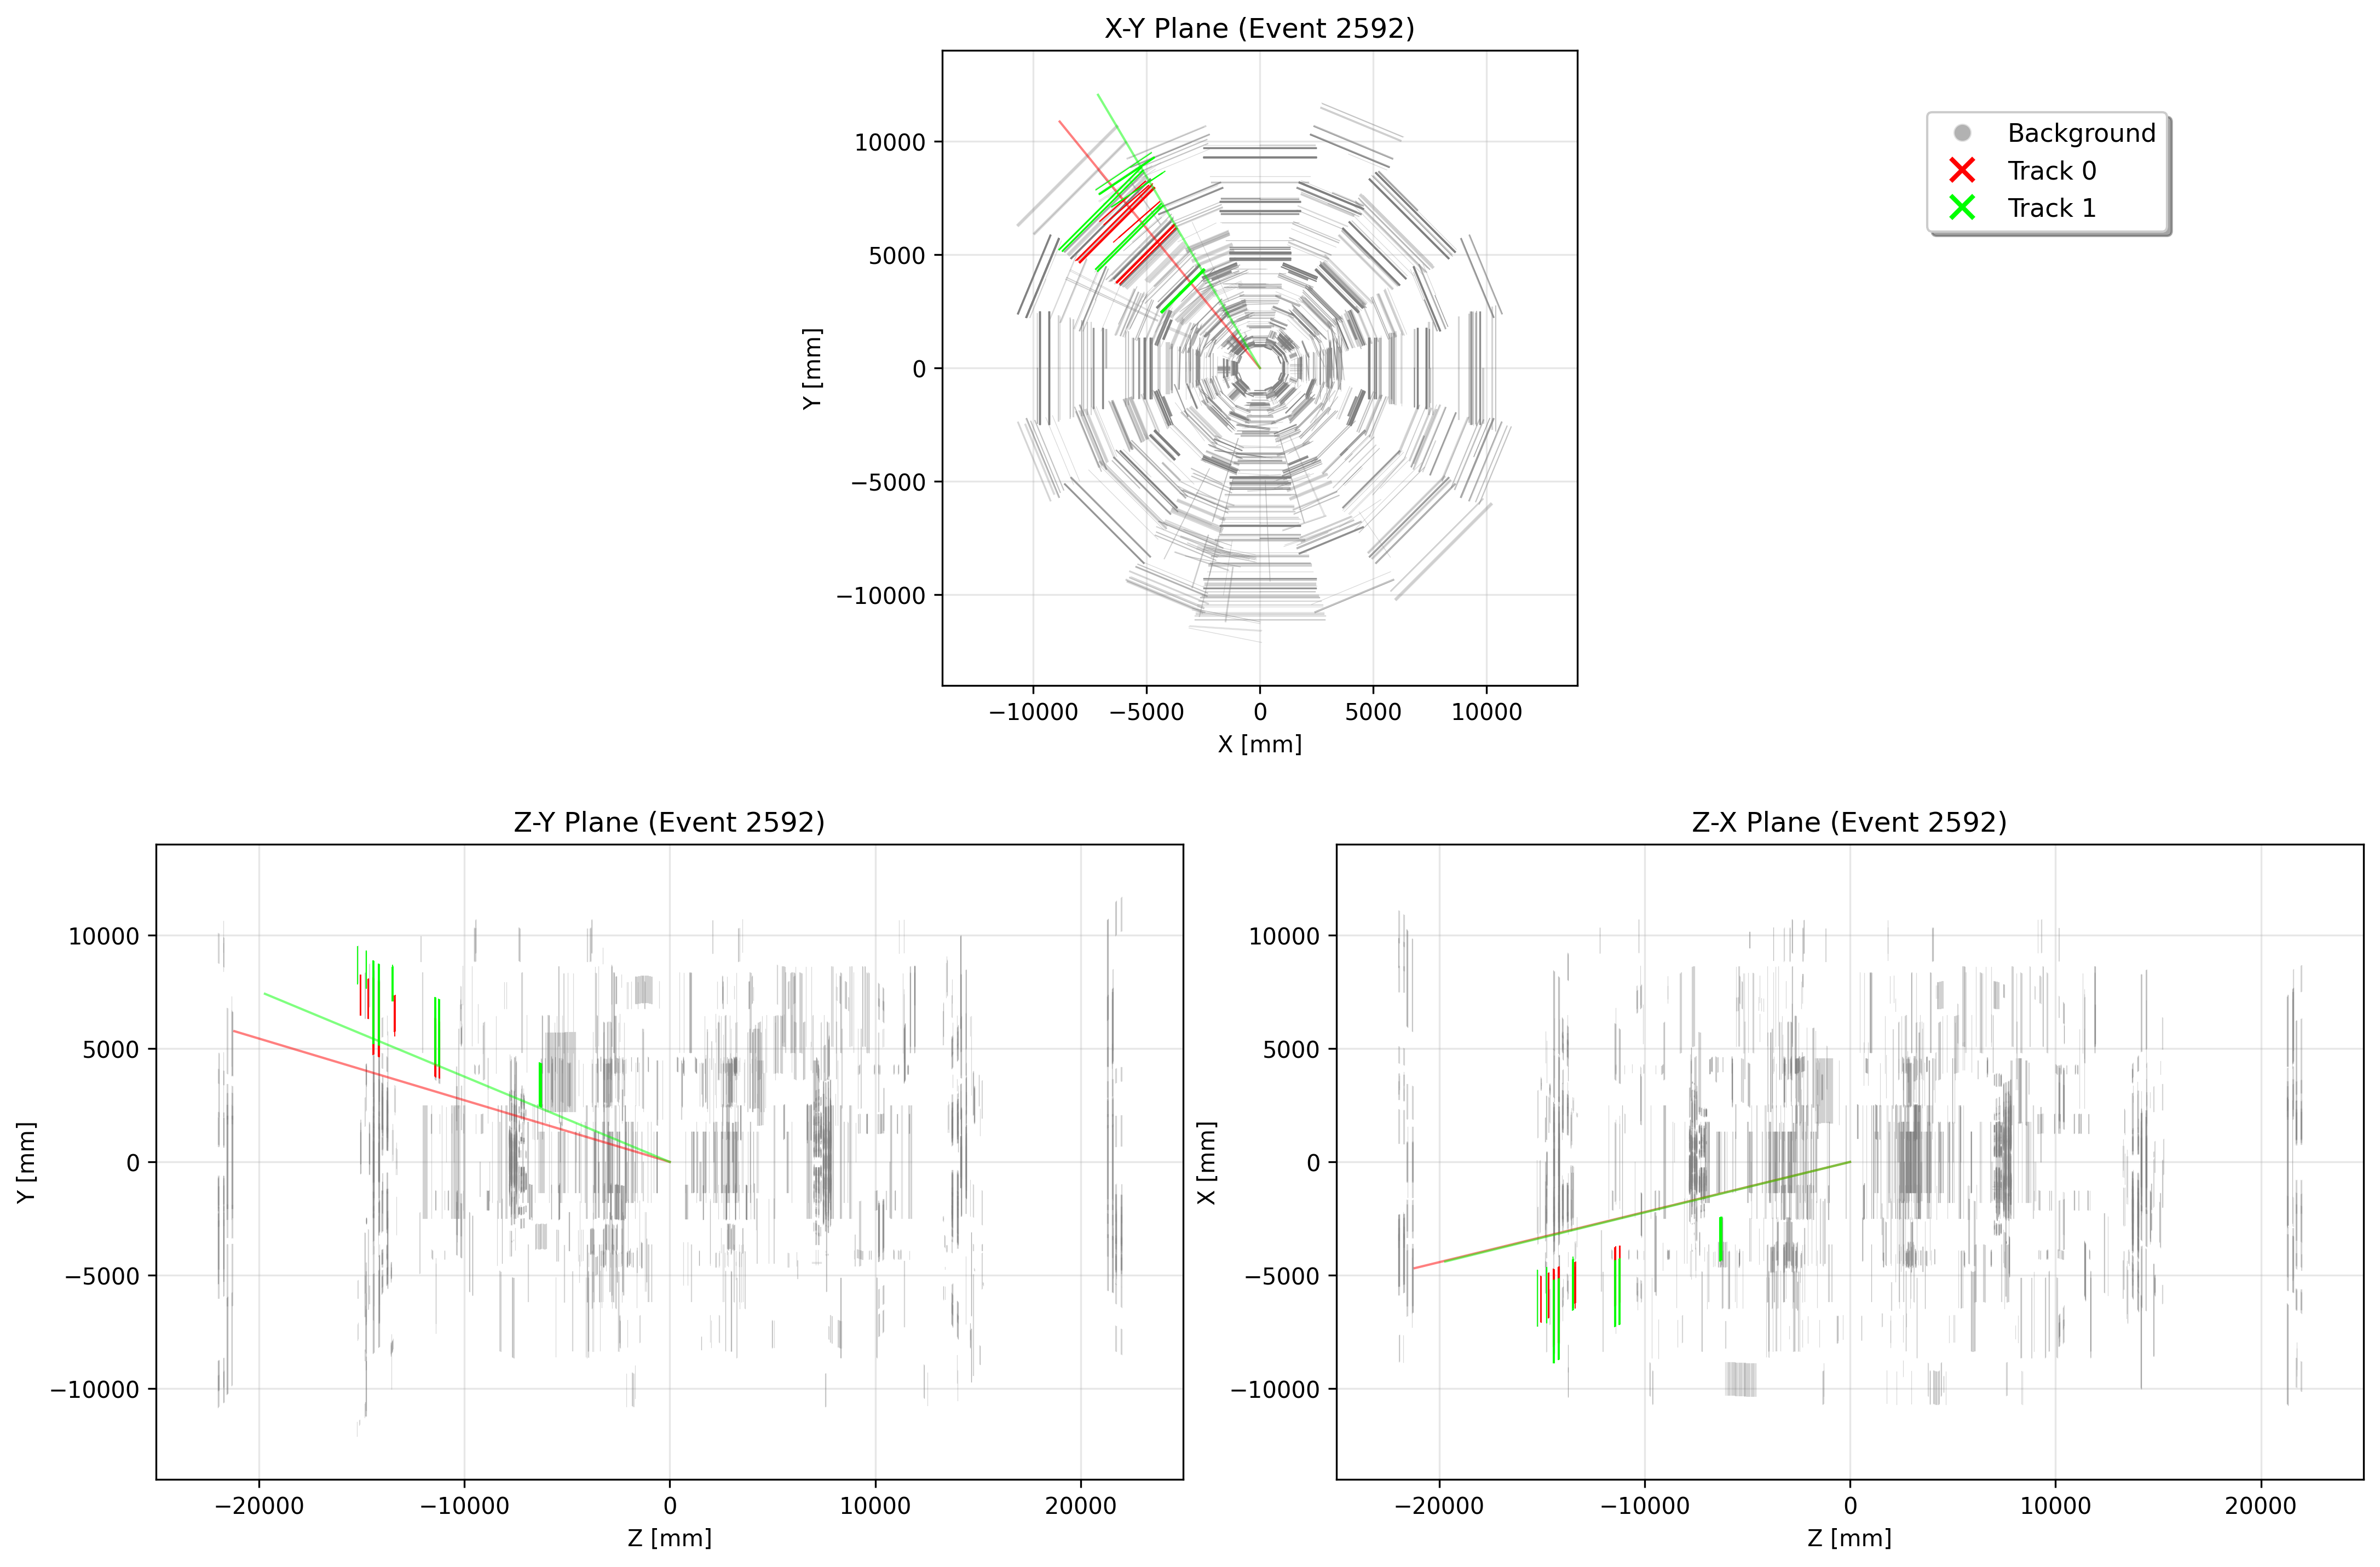 X-Y Plane (Event 2592)
Background
Track 0
Track 1
Y [mm]
10000
5000
0
−5000
−10000
−10000 −5000 0 5000 10000
X [mm]
Z-Y Plane (Event 2592)
Y [mm]
10000
5000
0
−5000
−10000
−20000 −10000 0 10000 20000
Z [mm]
Z-X Plane (Event 2592)
X [mm]
10000
5000
0
−5000
−10000
−20000 −10000 0 10000 20000
Z [mm]